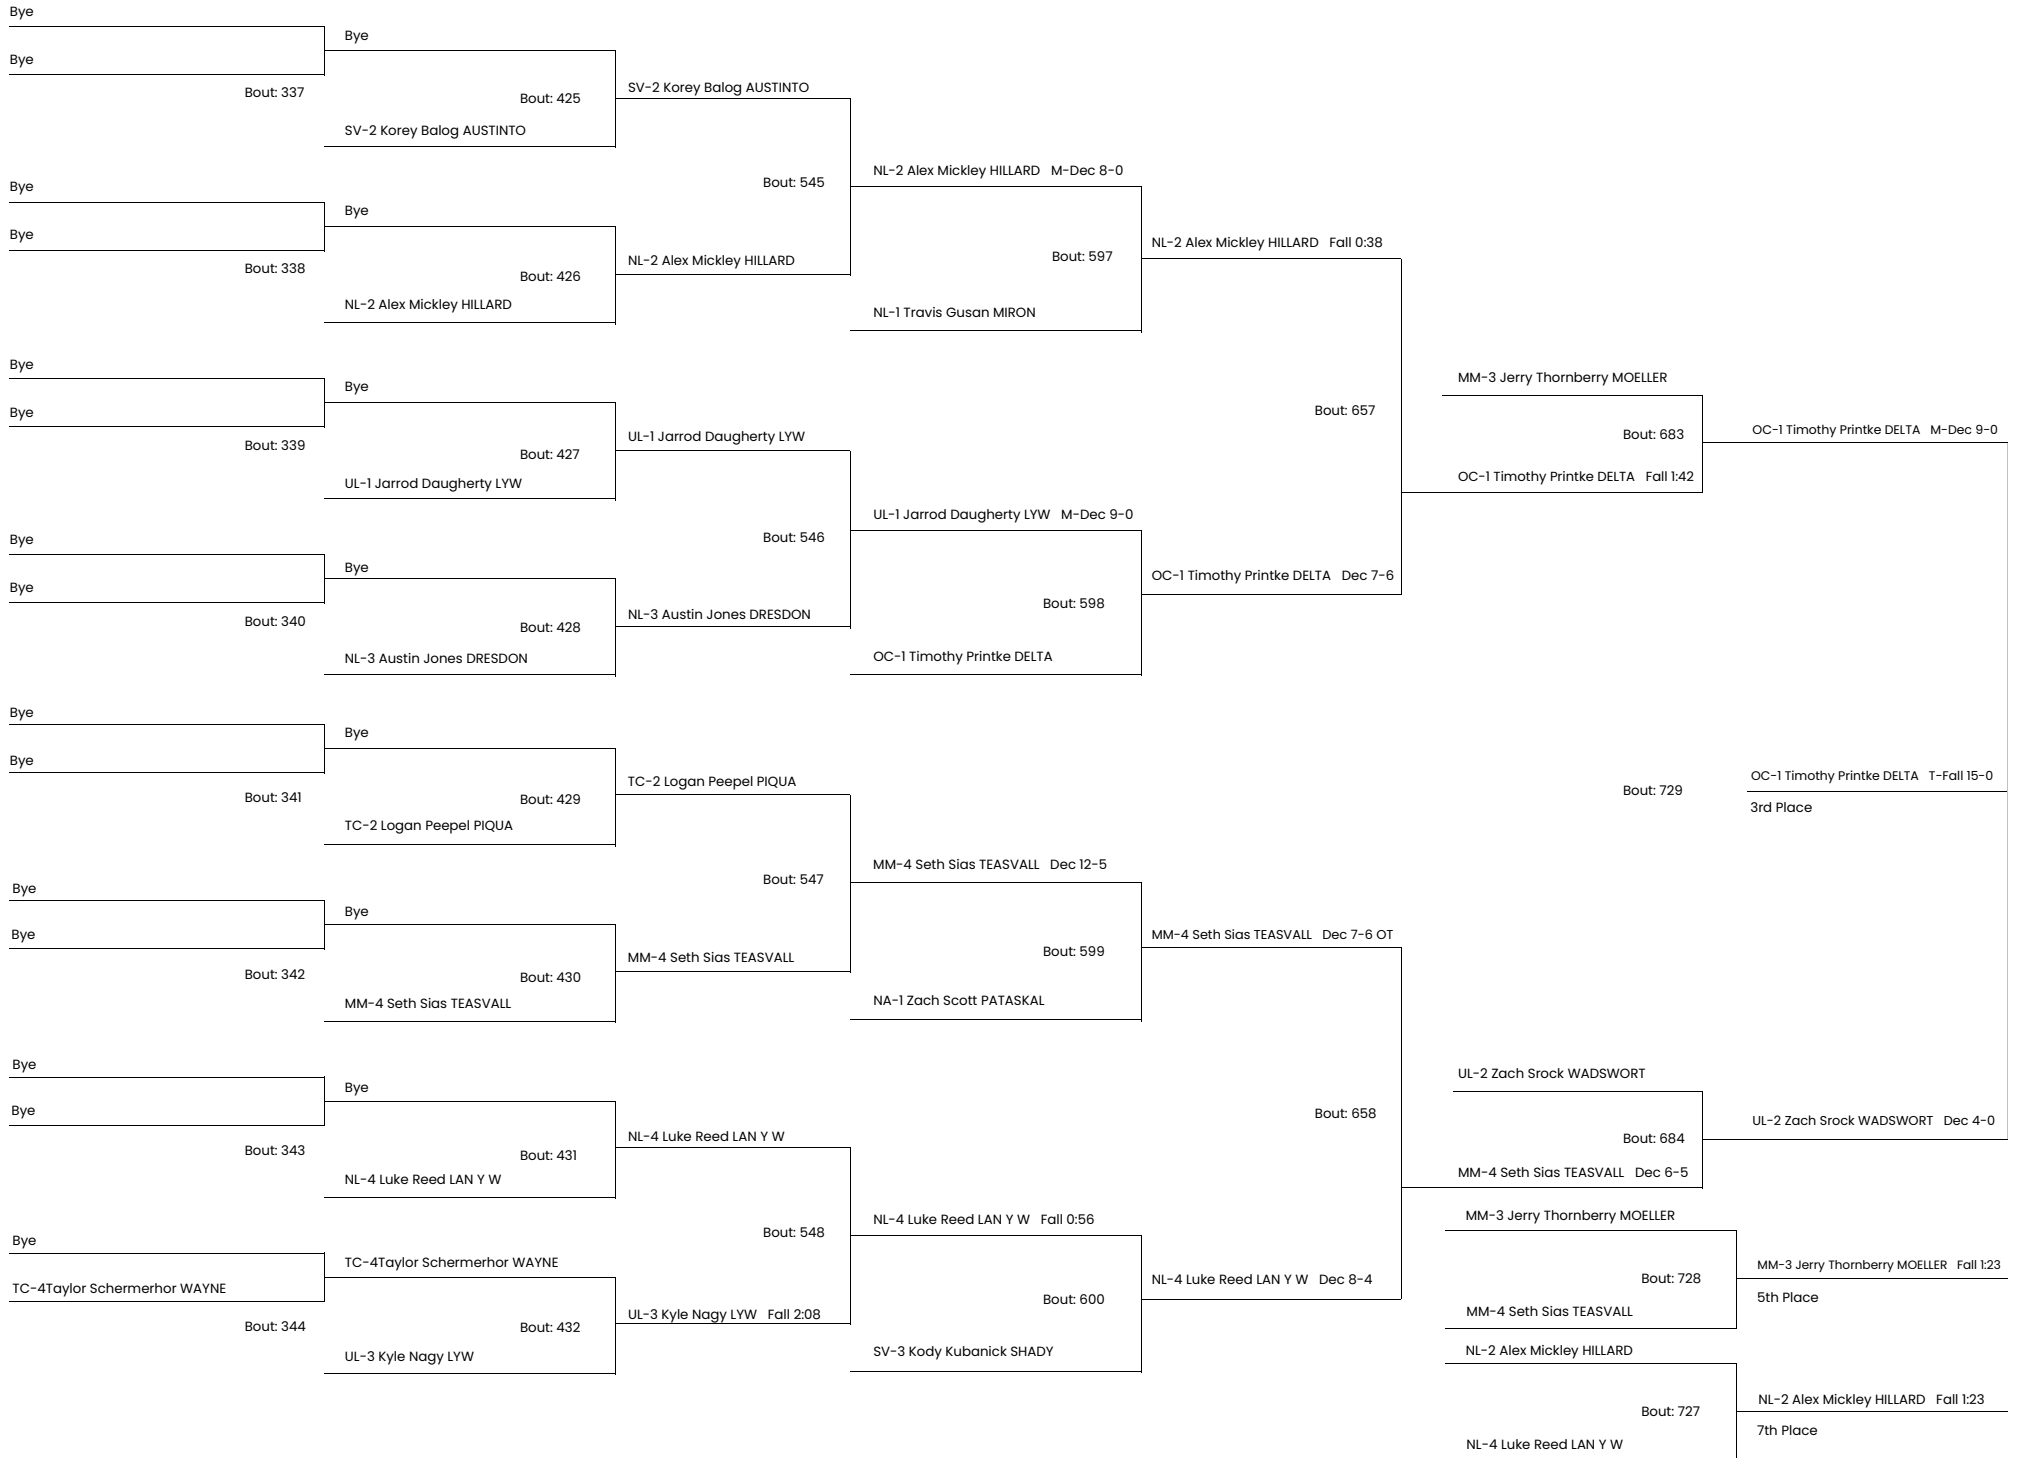 Bye
Bye
Bye
Bout: 337
Bout: 425
SV-2 Korey Balog AUSTINTO
SV-2 Korey Balog AUSTINTO
Bout: 545
NL-2 Alex Mickley HILLARD M-Dec 8-0
Bye
Bye
Bye
Bout: 338
Bout: 426
NL-2 Alex Mickley HILLARD
NL-2 Alex Mickley HILLARD
Bout: 597
NL-2 Alex Mickley HILLARD Fall 0:38
NL-1 Travis Gusan MIRON
Bye
Bye
Bye
Bout: 339
Bout: 427
UL-1 Jarrod Daugherty LYW
UL-1 Jarrod Daugherty LYW
Bout: 657
MM-3 Jerry Thornberry MOELLER
Bout: 683
OC-1 Timothy Printke DELTA M-Dec 9-0
OC-1 Timothy Printke DELTA Fall 1:42
Bout: 546
UL-1 Jarrod Daugherty LYW M-Dec 9-0
Bye
Bye
Bye
Bout: 340
Bout: 428
NL-3 Austin Jones DRESDON
NL-3 Austin Jones DRESDON
Bout: 598
OC-1 Timothy Printke DELTA Dec 7-6
OC-1 Timothy Printke DELTA
Bye
Bye
Bye
Bout: 341
Bout: 429
TC-2 Logan Peepel PIQUA
TC-2 Logan Peepel PIQUA
Bout: 729
OC-1 Timothy Printke DELTA T-Fall 15-0
3rd Place
Bout: 547
MM-4 Seth Sias TEASVALL Dec 12-5
Bye
Bye
Bye
Bout: 342
Bout: 430
MM-4 Seth Sias TEASVALL
MM-4 Seth Sias TEASVALL
Bout: 599
MM-4 Seth Sias TEASVALL Dec 7-6 OT
NA-1 Zach Scott PATASKAL
Bye
Bye
Bye
Bout: 343
Bout: 431
NL-4 Luke Reed LAN Y W
NL-4 Luke Reed LAN Y W
Bout: 658
UL-2 Zach Srock WADSWORT
Bout: 684
UL-2 Zach Srock WADSWORT Dec 4-0
MM-4 Seth Sias TEASVALL Dec 6-5
Bout: 548
NL-4 Luke Reed LAN Y W Fall 0:56
Bye
TC-4Taylor Schermerhor WAYNE
TC-4Taylor Schermerhor WAYNE
Bout: 344
Bout: 432
UL-3 Kyle Nagy LYW
UL-3 Kyle Nagy LYW Fall 2:08
Bout: 600
NL-4 Luke Reed LAN Y W Dec 8-4
SV-3 Kody Kubanick SHADY
MM-3 Jerry Thornberry MOELLER
Bout: 728
MM-3 Jerry Thornberry MOELLER Fall 1:23
5th Place
MM-4 Seth Sias TEASVALL
NL-2 Alex Mickley HILLARD
Bout: 727
NL-2 Alex Mickley HILLARD Fall 1:23
7th Place
NL-4 Luke Reed LAN Y W